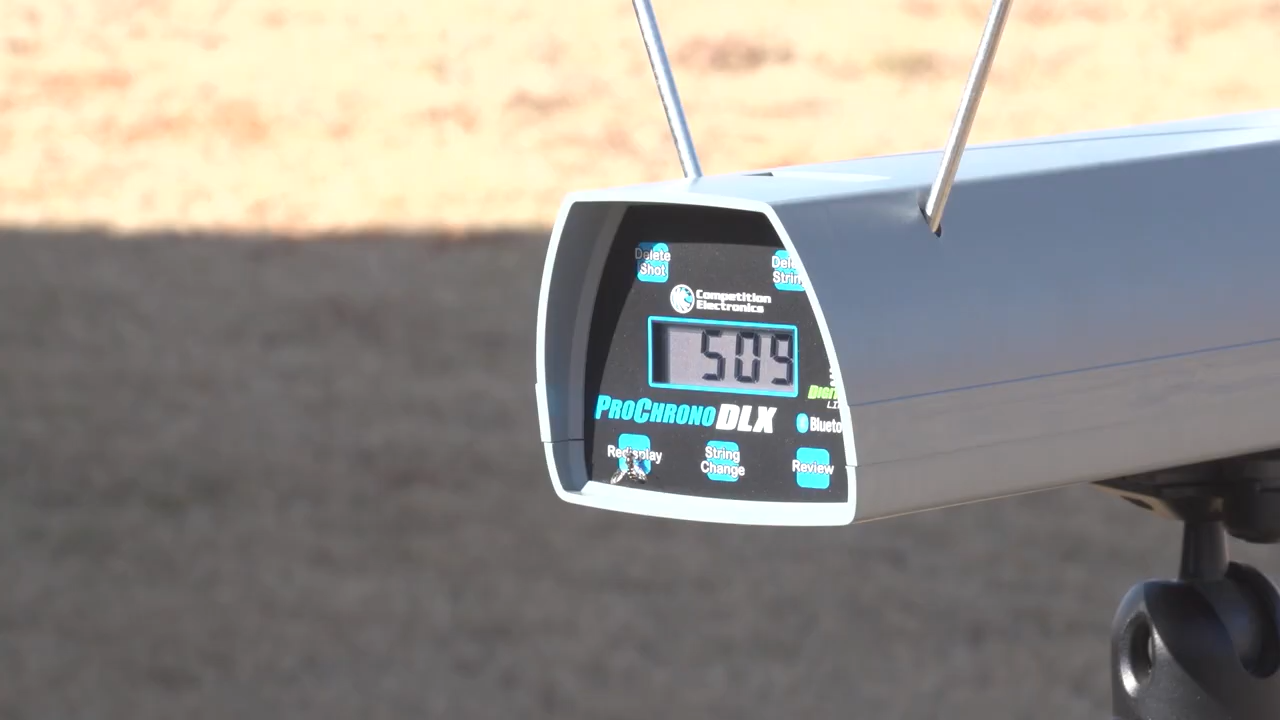 Delete
Shot
Competition
Electronics
509
PROCHRONO DLX
Redisplay
String
Change
Review